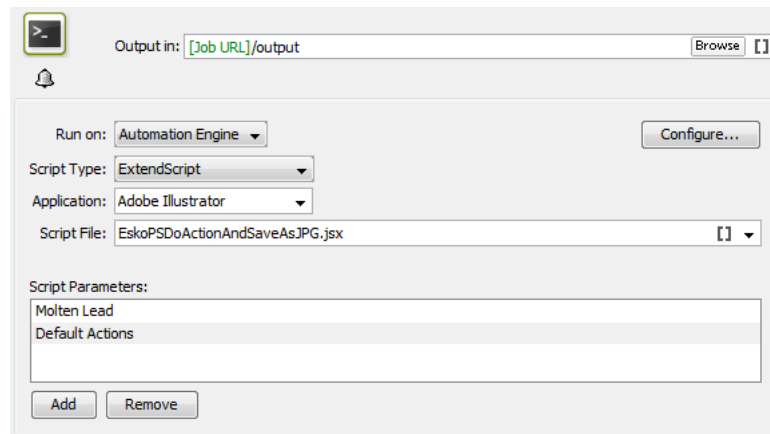 Output in: [Job URL]/output Browse []
Run on: Automation Engine Configure...
Script Type: ExtendScript
Application: Adobe Illustrator
Script File: EskoPSDoActionAndSaveAsJPG.jsx []
Script Parameters:
Molten Lead
Default Actions
Add Remove